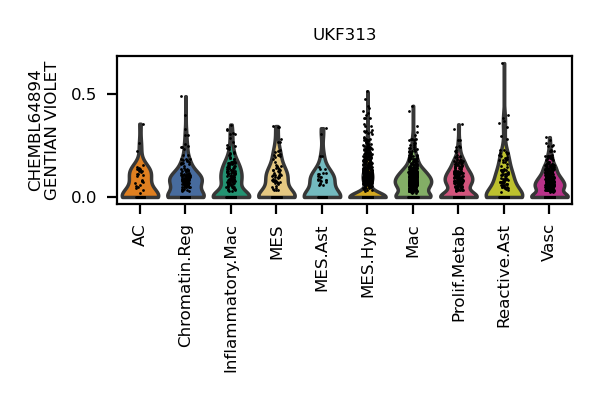 UKF313
CHEMBL64894
GENTIAN VIOLET
0.5
0.0
AC
Chromatin.Reg
Inflammatory.Mac
MES
MES.Ast
MES.Hyp
Mac
Prolif.Metab
Reactive.Ast
Vasc